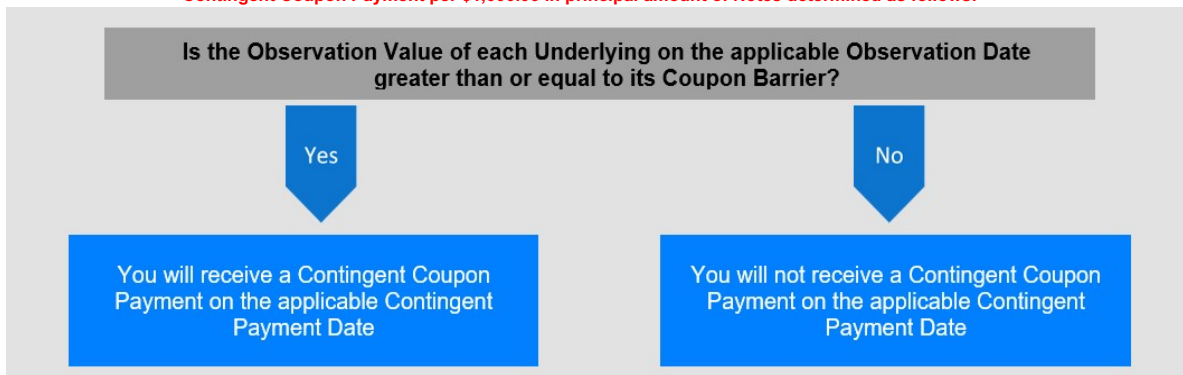 Is the Observation Value of each Underlying on the applicable Observation Date
greater than or equal to its Coupon Barrier?
Yes
No
You will receive a Contingent Coupon
Payment on the applicable Contingent
Payment Date
You will not receive a Contingent Coupon
Payment on the applicable Contingent
Payment Date